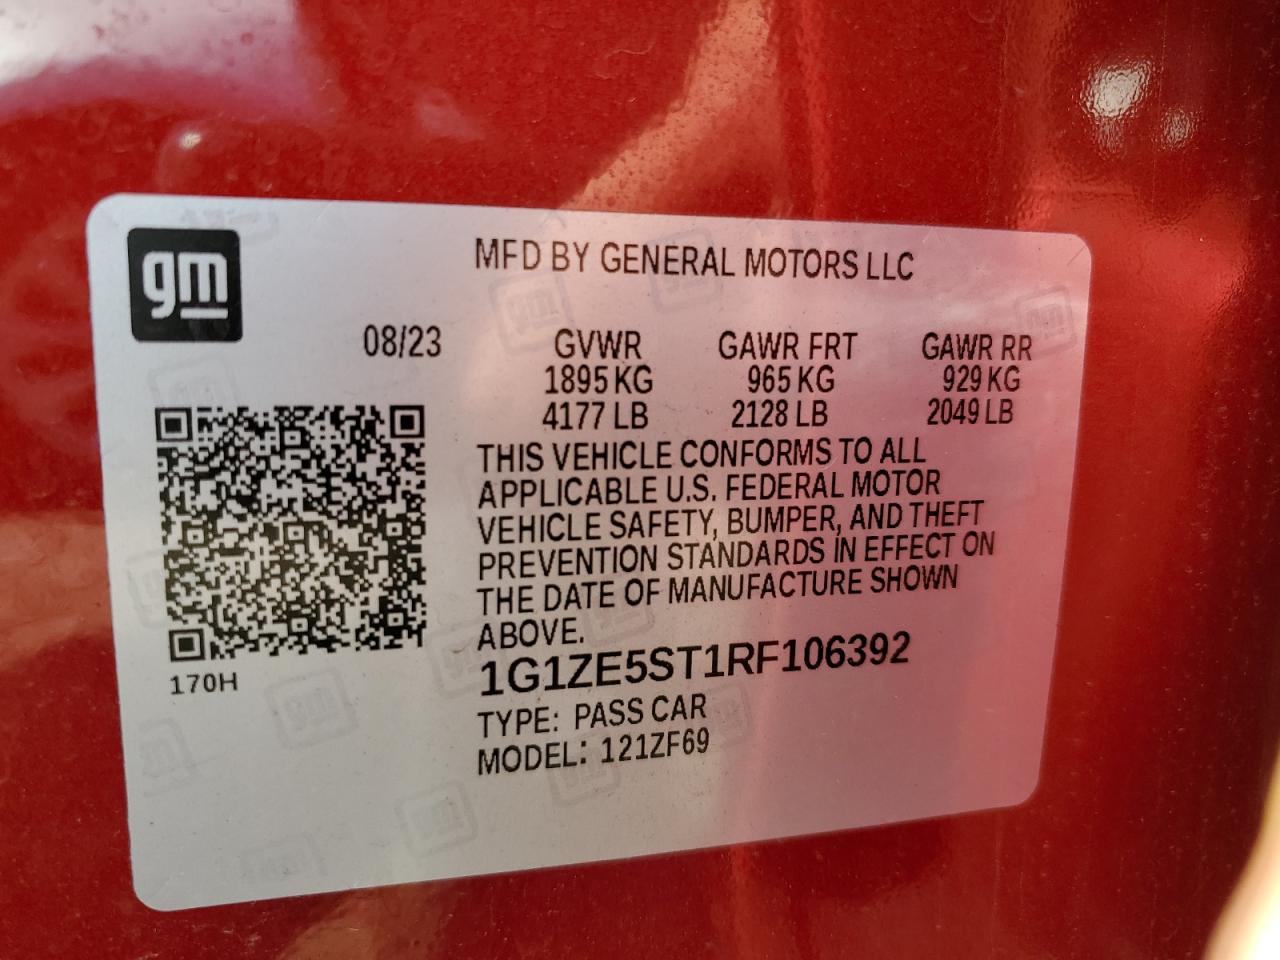 gm
MFD BY GENERAL MOTORS LLC
08/23 GVWR GAWR FRT GAWR RR
1895 KG 965 KG 929 KG
4177 LB 2128 LB 2049 LB
THIS VEHICLE CONFORMS TO ALL
APPLICABLE U.S. FEDERAL MOTOR
VEHICLE SAFETY, BUMPER, AND THEFT
PREVENTION STANDARDS IN EFFECT ON
THE DATE OF MANUFACTURE SHOWN
ABOVE.
170H
1G1ZE5ST1RF106392
TYPE: PASS CAR
MODEL: 121ZF69